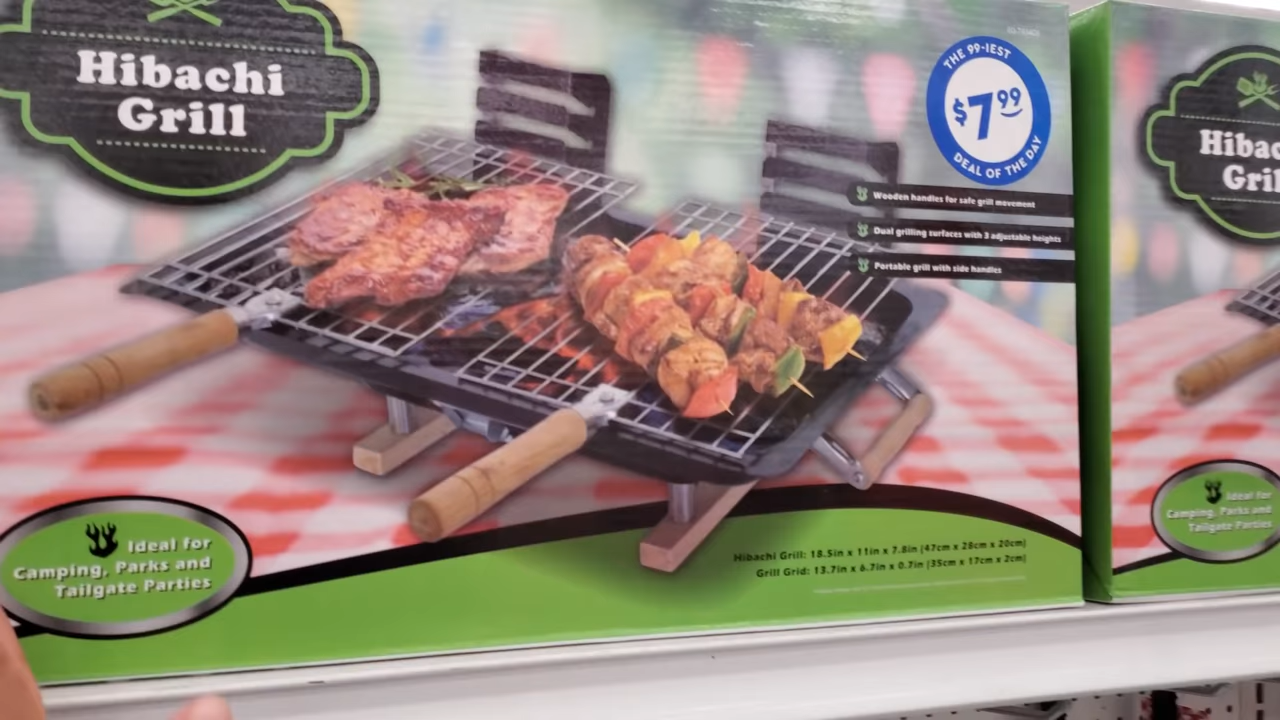 Hibachi
Grill
THE 99-IEST
$7.99
DEAL OF THE DAY
Wooden handles for safe grill movement
Dual grilling surfaces with 3 adjustable heights
Portable grill with side handles
Ideal for
Camping, Parks and
Tailgate Parties
Hibachi Grill: 18.5in x 11in x 7.8in (47cm x 28cm x 20cm)
Grill Grid: 13.7in x 6.7in x 0.7in (35cm x 17cm x 2cm)
Hibac
Gril
Ideal for
Camping, Parks and
Tailgate Parties